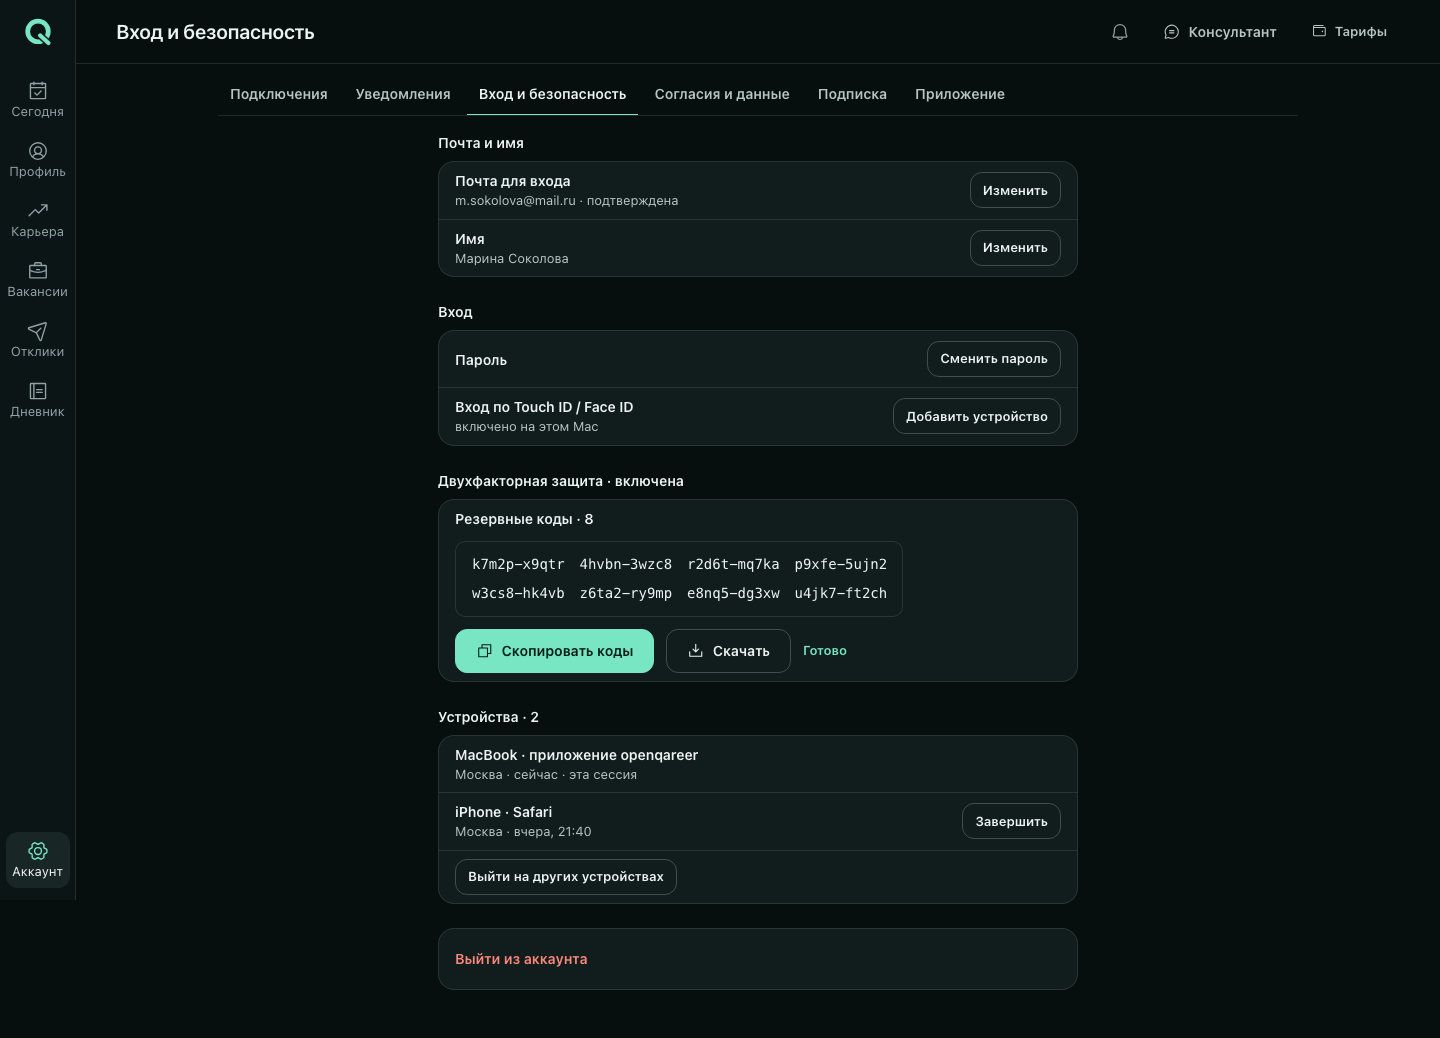 Вход и безопасность
Консультант
Тарифы
Сегодня
Профиль
Карьера
Вакансии
Отклики
Дневник
Аккаунт
Подключения Уведомления Вход и безопасность Согласия и данные Подписка Приложение
Почта и имя
Почта для входа
m.sokolova@mail.ru · подтверждена
Изменить
Имя
Марина Соколова
Изменить
Вход
Пароль
Сменить пароль
Вход по Touch ID / Face ID
включено на этом Mac
Добавить устройство
Двухфакторная защита · включена
Резервные коды · 8
k7m2p-x9qtr 4hvbn-3wzc8 r2d6t-mq7ka p9xfe-5ujn2
w3cs8-hk4vb z6ta2-ry9mp e8nq5-dg3xw u4jk7-ft2ch
Скопировать коды
Скачать
Готово
Устройства · 2
MacBook · приложение openqareer
Москва · сейчас · эта сессия
iPhone · Safari
Москва · вчера, 21:40
Завершить
Выйти на других устройствах
Выйти из аккаунта